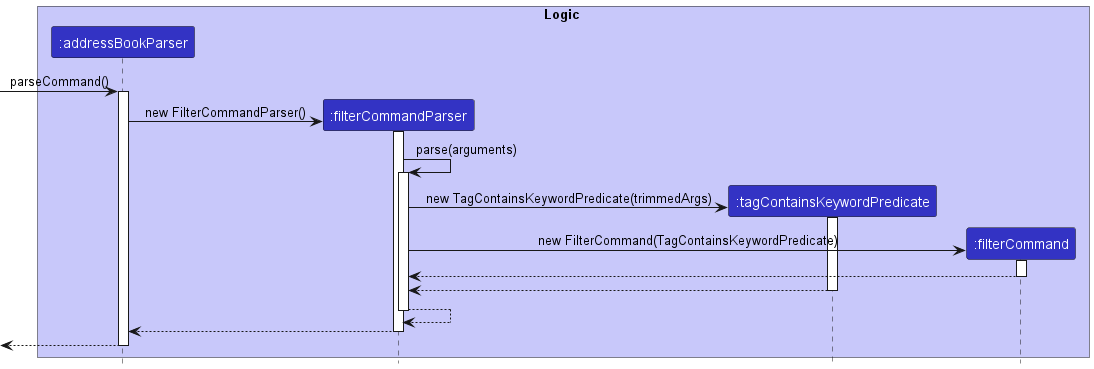 Logic
:addressBookParser
parseCommand()
new FilterCommandParser()
:filterCommandParser
parse(arguments)
new TagContainsKeywordPredicate(trimmedArgs)
:tagContainsKeywordPredicate
new FilterCommand(TagContainsKeywordPredicate)
:filterCommand